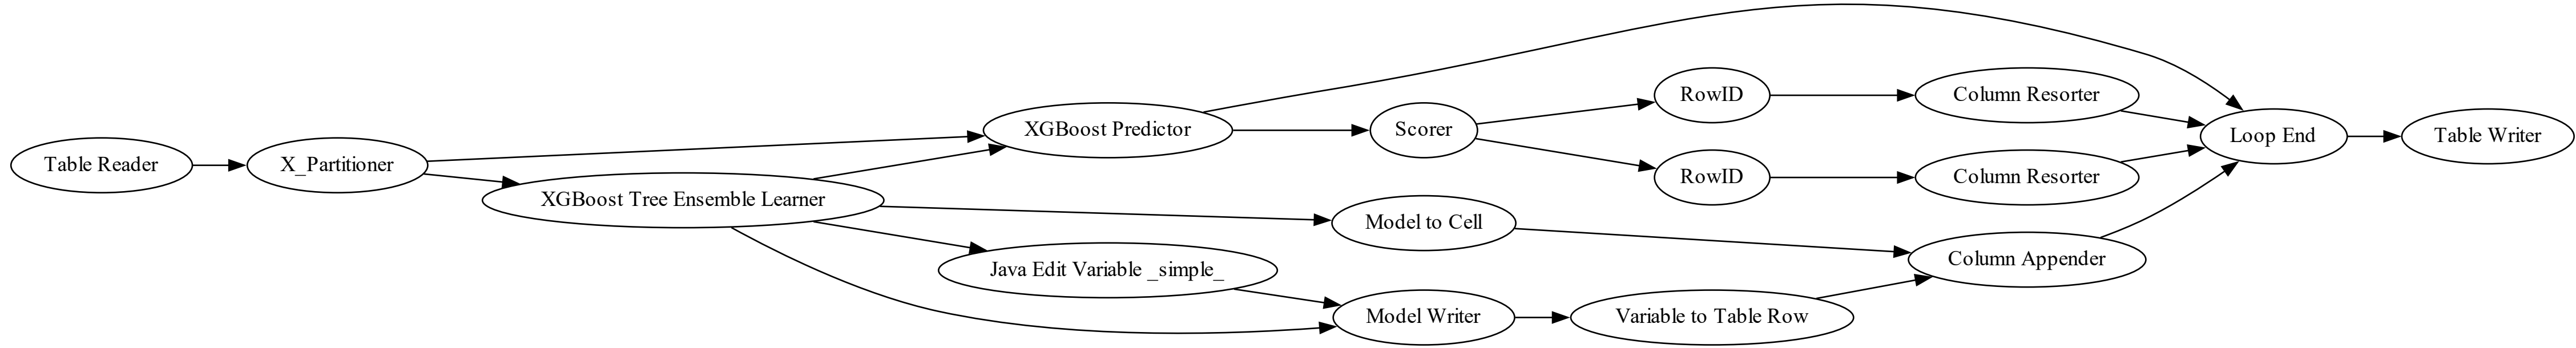 Table Reader
X_Partitioner
XGBoost Tree Ensemble Learner
XGBoost Predictor
Java Edit Variable _simple_
Scorer
Model to Cell
Model Writer
RowID
RowID
Variable to Table Row
Column Resorter
Column Resorter
Column Appender
Loop End
Table Writer